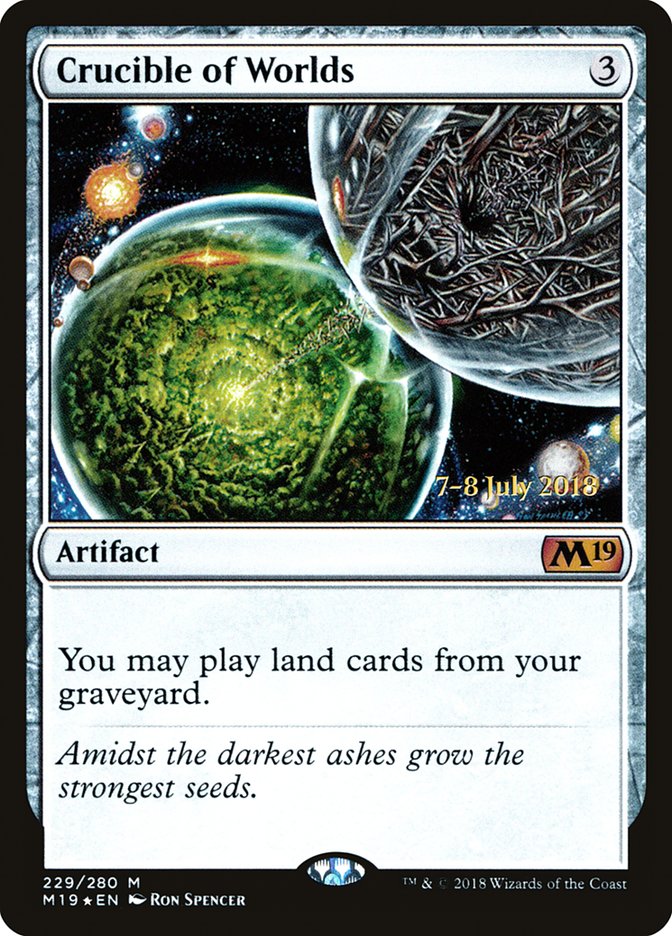 Crucible of Worlds 3
7–8 July 2018
Artifact M19
You may play land cards from your
graveyard.
Amidst the darkest ashes grow the
strongest seeds.
229/280 M
M19★EN Ron Spencer
™ & © 2018 Wizards of the Coast